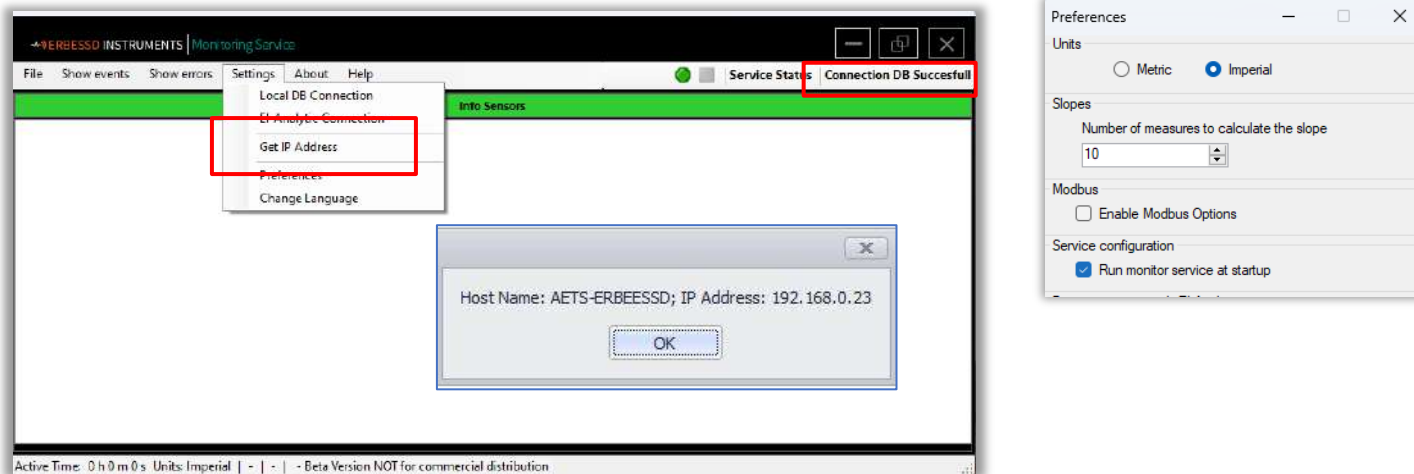 ERBESSD INSTRUMENTS | Monitoring Service
File Show events Show errors Settings About Help Service Status Connection DB Succesfull
Info Sensors
Local DB Connection
EI-Analytic Connection
Get IP Address
Preferences
Change Language
Host Name: AETS-ERBEESSD; IP Address: 192.168.0.23
OK
Active Time: 0 h 0 m 0 s Units: Imperial | - | - | - Beta Version NOT for commercial distribution
Preferences
Units
Metric Imperial
Slopes
Number of measures to calculate the slope
10
Modbus
Enable Modbus Options
Service configuration
Run monitor service at startup